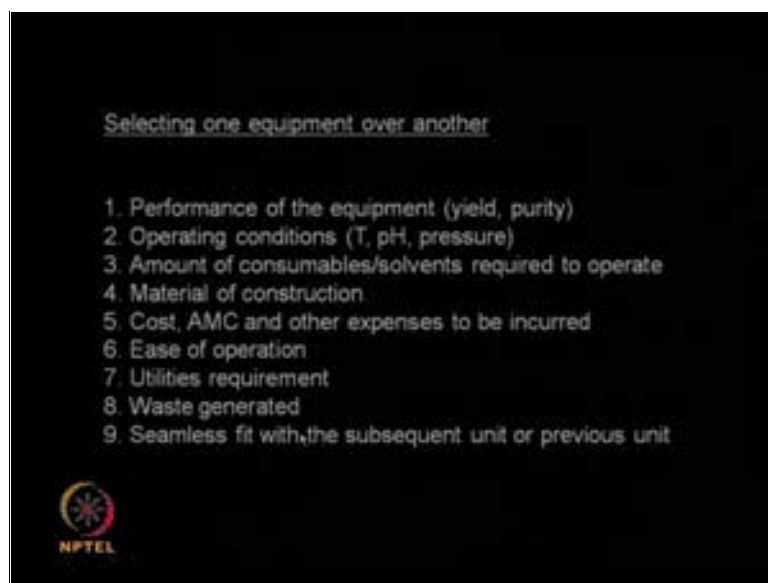 Selecting one equipment over another
1. Performance of the equipment (yield, purity)
2. Operating conditions (T, pH, pressure)
3. Amount of consumables/solvents required to operate
4. Material of construction
5. Cost, AMC and other expenses to be incurred
6. Ease of operation
7. Utilities requirement
8. Waste generated
9. Seamless fit with the subsequent unit or previous unit
NPTEL